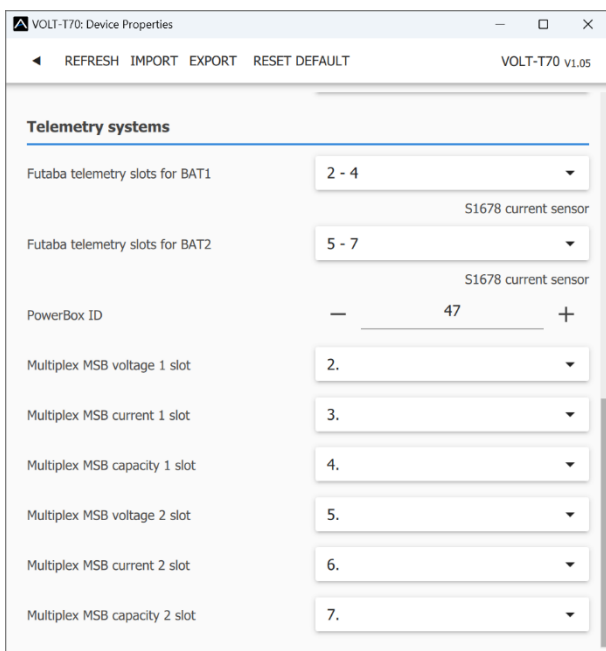 VOLT-T70: Device Properties
REFRESH IMPORT EXPORT RESET DEFAULT VOLT-T70 V1.05
Telemetry systems
Futaba telemetry slots for BAT1 2 - 4
S1678 current sensor
Futaba telemetry slots for BAT2 5 - 7
S1678 current sensor
PowerBox ID — 47 +
Multiplex MSB voltage 1 slot 2.
Multiplex MSB current 1 slot 3.
Multiplex MSB capacity 1 slot 4.
Multiplex MSB voltage 2 slot 5.
Multiplex MSB current 2 slot 6.
Multiplex MSB capacity 2 slot 7.